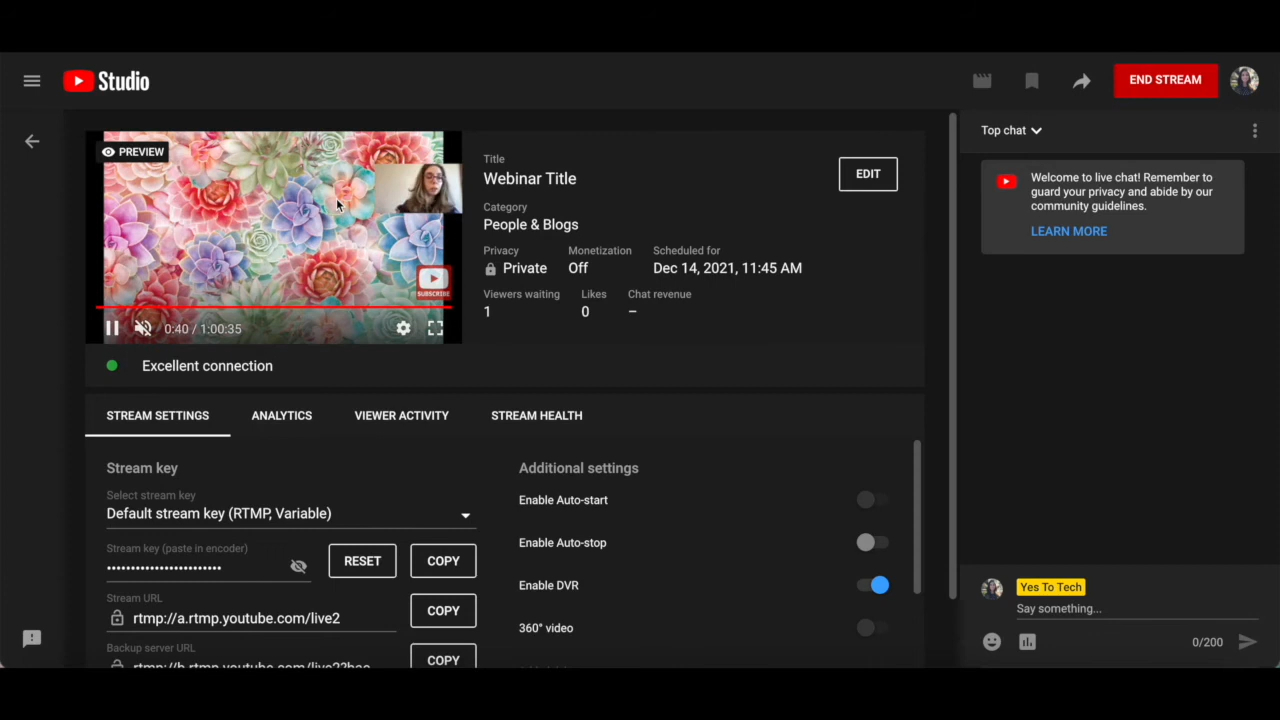 Studio
END STREAM
PREVIEW
SUBSCRIBE
0:40 / 1:00:35
Title
Webinar Title
EDIT
Category
People & Blogs
Privacy
Monetization
Scheduled for
Private
Off
Dec 14, 2021, 11:45 AM
Viewers waiting
Likes
Chat revenue
1
0
–
Excellent connection
STREAM SETTINGS
ANALYTICS
VIEWER ACTIVITY
STREAM HEALTH
Stream key
Select stream key
Default stream key (RTMP, Variable)
Stream key (paste in encoder)
••••••••••••••••••••••••
RESET
COPY
Stream URL
rtmp://a.rtmp.youtube.com/live2
COPY
Backup server URL
COPY
Additional settings
Enable Auto-start
Enable Auto-stop
Enable DVR
360° video
Top chat
Welcome to live chat! Remember to
guard your privacy and abide by our
community guidelines.
LEARN MORE
Yes To Tech
Say something...
0/200